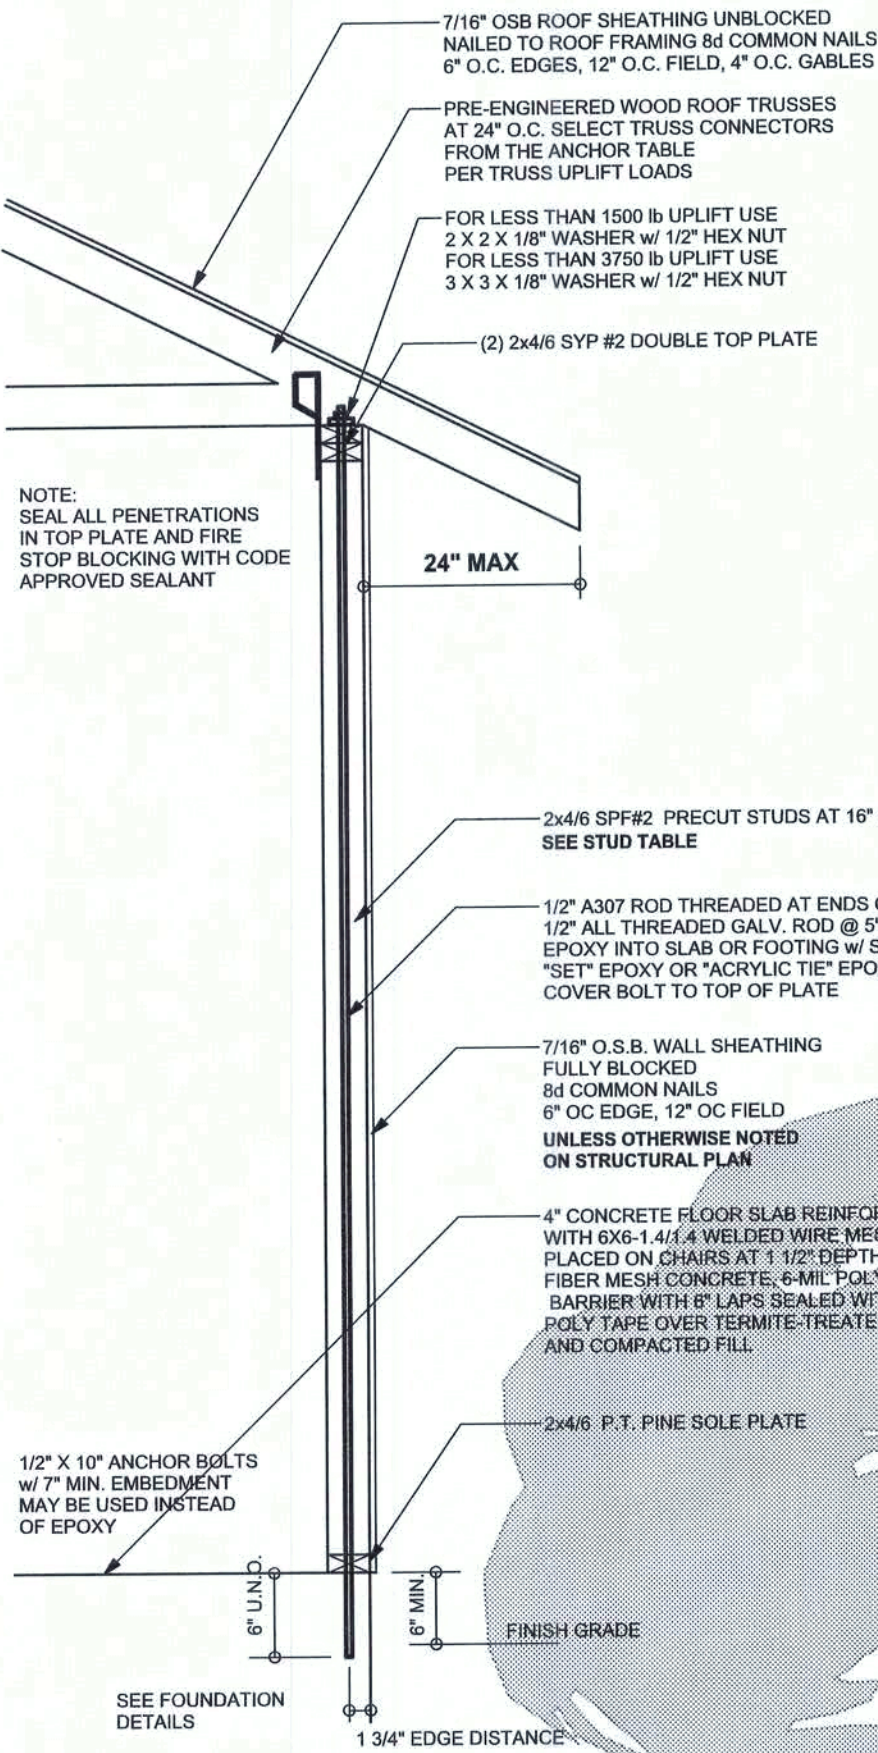 7/16" OSB ROOF SHEATHING UNBLOCKED
NAILED TO ROOF FRAMING 8d COMMON NAILS
6" O.C. EDGES, 12" O.C. FIELD, 4" O.C. GABLES
PRE-ENGINEERED WOOD ROOF TRUSSES
AT 24" O.C. SELECT TRUSS CONNECTORS
FROM THE ANCHOR TABLE
PER TRUSS UPLIFT LOADS
FOR LESS THAN 1500 lb UPLIFT USE
2 X 2 X 1/8" WASHER w/ 1/2" HEX NUT
FOR LESS THAN 3750 lb UPLIFT USE
3 X 3 X 1/8" WASHER w/ 1/2" HEX NUT
(2) 2x4/6 SYP #2 DOUBLE TOP PLATE
NOTE:
SEAL ALL PENETRATIONS
IN TOP PLATE AND FIRE
STOP BLOCKING WITH CODE
APPROVED SEALANT
24" MAX
2x4/6 SPF#2 PRECUT STUDS AT 16"
SEE STUD TABLE
1/2" A307 ROD THREADED AT ENDS
1/2" ALL THREADED GALV. ROD @ 5'
EPOXY INTO SLAB OR FOOTING w/
"SET" EPOXY OR "ACRYLIC TIE"
COVER BOLT TO TOP OF PLATE
7/16" O.S.B. WALL SHEATHING
FULLY BLOCKED
8d COMMON NAILS
6" OC EDGE, 12" OC FIELD
UNLESS OTHERWISE NOTED
ON STRUCTURAL PLAN
4" CONCRETE FLOOR SLAB
WITH 6X6-1.4/1.4 WELDED WIRE
PLACED ON CHAIRS AT 1 1/2" DEPTH
FIBER MESH CONCRETE, 6-MIL
BARRIER WITH 6" LAPS SEALED
POLY TAPE OVER
AND COMPACTED FILL
2x4/6 P.T. PINE SOLE PLATE
1/2" X 10" ANCHOR BOLTS
w/ 7" MIN. EMBEDMENT
MAY BE USED INSTEAD
OF EPOXY
6" U.N.O.
6" MIN.
FINISH GRADE
SEE FOUNDATION
DETAILS
1 3/4" EDGE DISTANCE